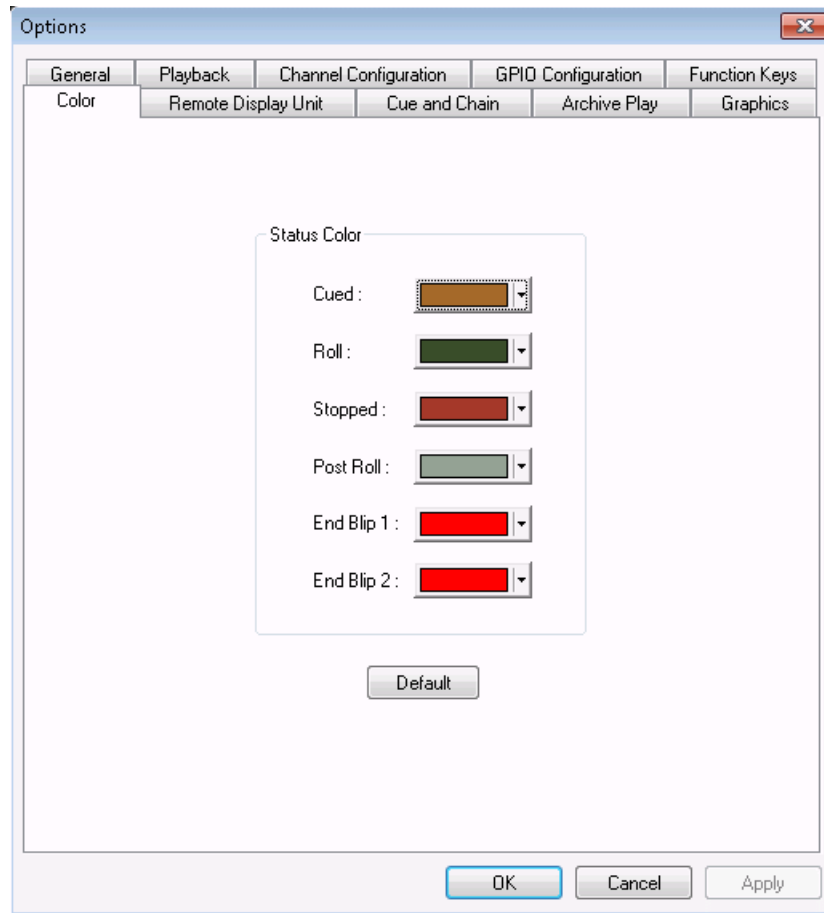 Options
General Playback Channel Configuration GPIO Configuration Function Keys
Color Remote Display Unit Cue and Chain Archive Play Graphics
Status Color
Cued :
Roll :
Stopped :
Post Roll :
End Blip 1 :
End Blip 2 :
Default
OK Cancel Apply